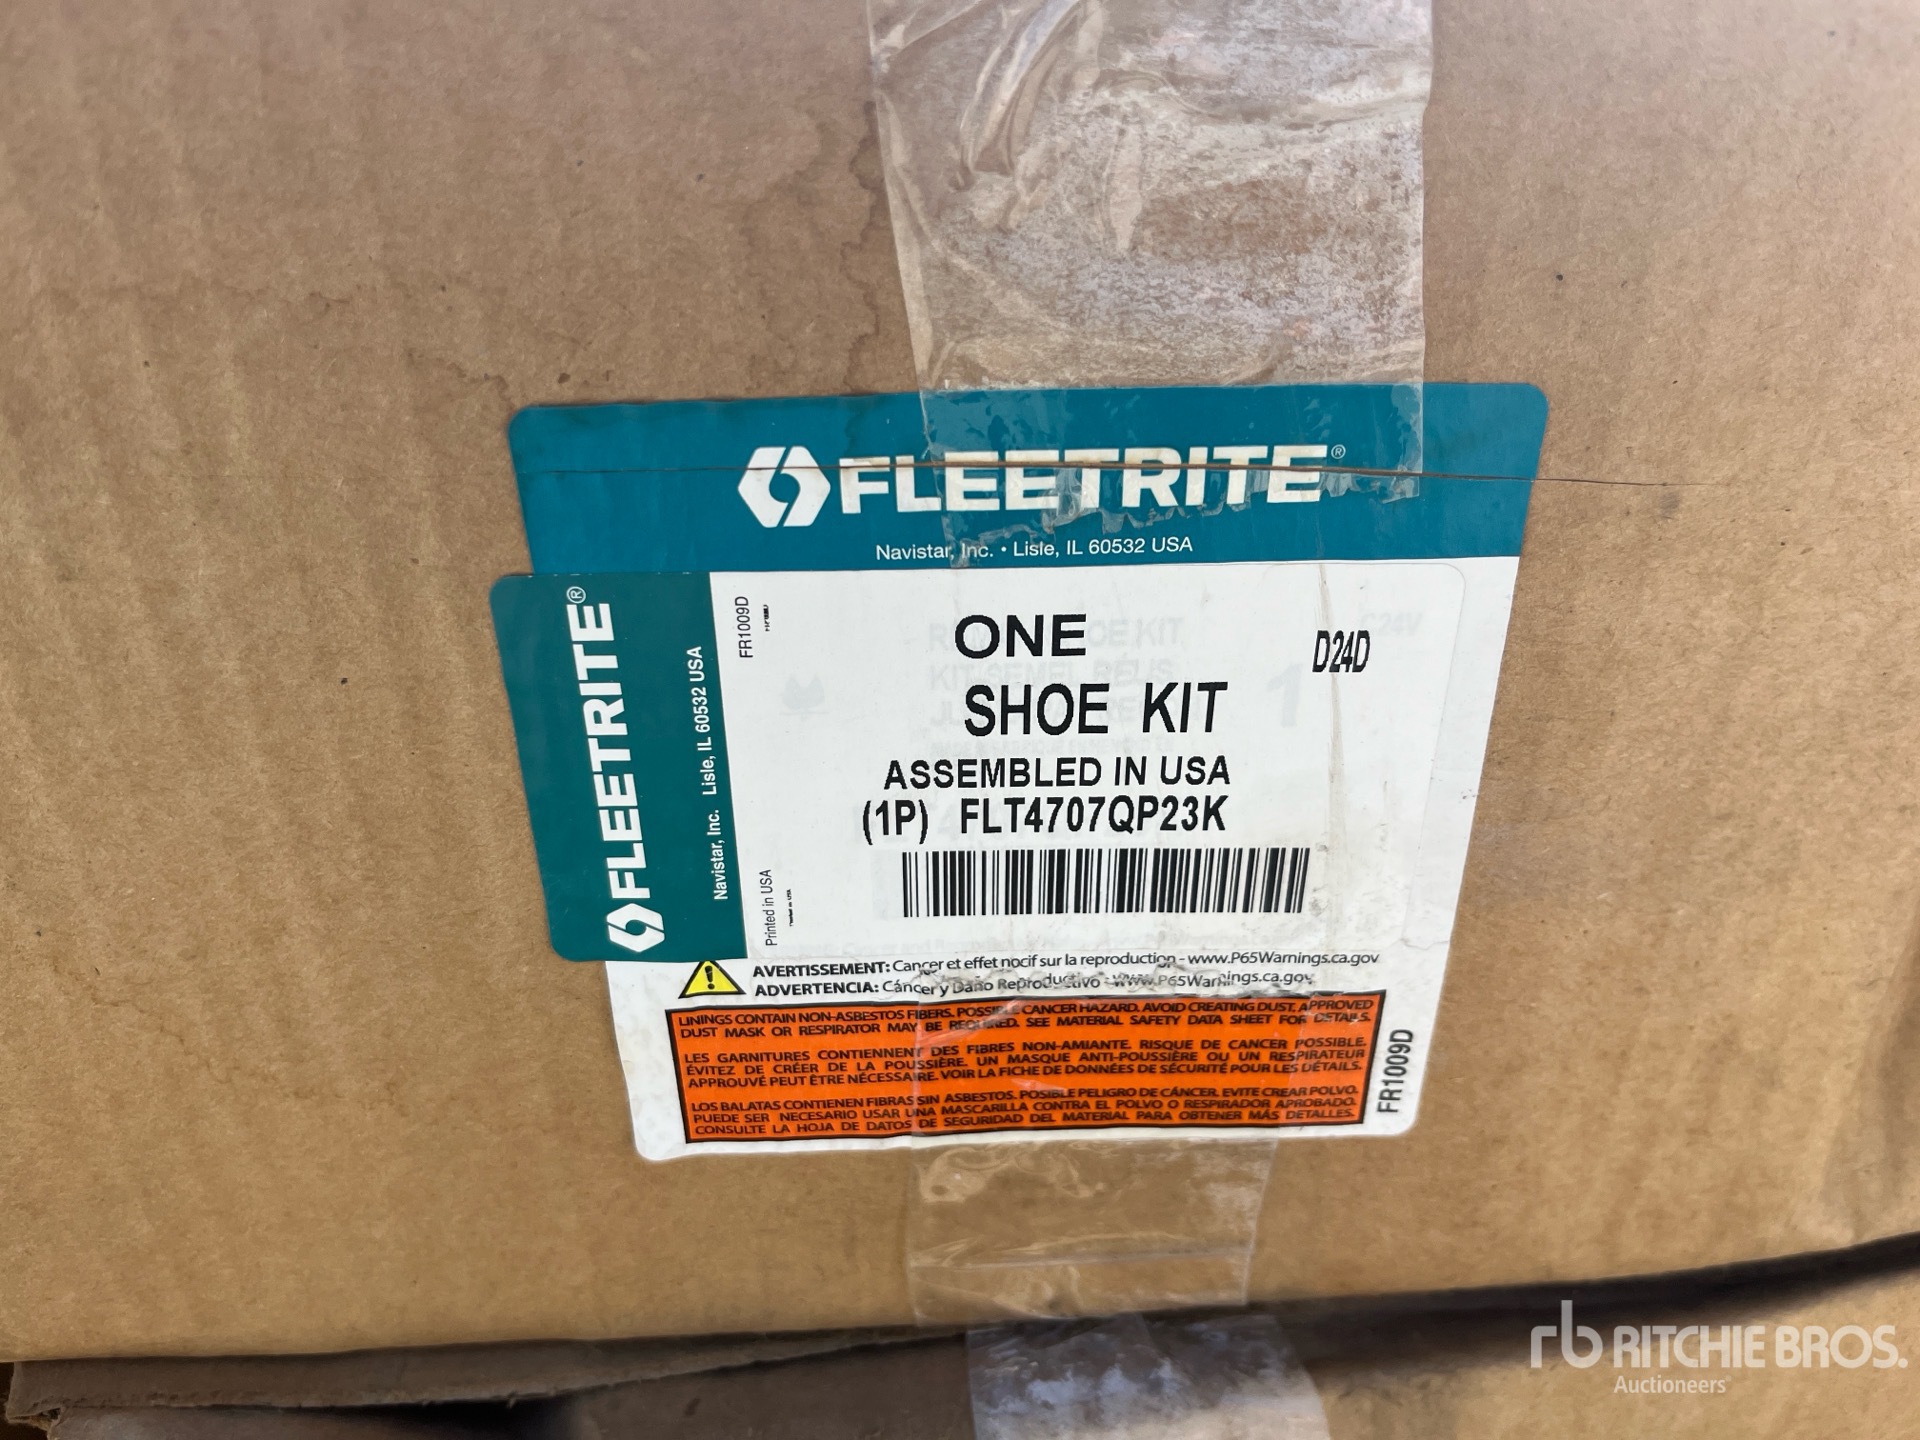 FLEETRITE®
Navistar, Inc. • Lisle, IL 60532 USA
FLEETRITE®
Navistar, Inc. Lisle, IL 60532 USA
FR1009D
Printed in USA
ONE
D24D
SHOE KIT
ASSEMBLED IN USA
(1P) FLT4707QP23K
AVERTISSEMENT: Cancer et effet nocif sur la reproduction - www.P65Warnings.ca.gov
ADVERTENCIA: Cáncer y Daño Reproductivo - www.P65Warnings.ca.gov
LININGS CONTAIN NON-ASBESTOS FIBERS. POSSIBLE CANCER HAZARD. AVOID CREATING DUST. APPROVED
DUST MASK OR RESPIRATOR MAY BE REQUIRED. SEE MATERIAL SAFETY DATA SHEET FOR DETAILS.
LES GARNITURES CONTIENNENT DES FIBRES NON-AMIANTE. RISQUE DE CANCER POSSIBLE.
ÉVITEZ DE CRÉER DE LA POUSSIÈRE. UN MASQUE ANTI-POUSSIÈRE OU UN RESPIRATEUR
APPROUVÉ PEUT ÊTRE NÉCESSAIRE. VOIR LA FICHE DE DONNÉES DE SÉCURITÉ POUR LES DÉTAILS.
LOS BALATAS CONTIENEN FIBRAS SIN ASBESTOS. POSIBLE PELIGRO DE CÁNCER. EVITE CREAR POLVO.
PUEDE SER NECESARIO USAR UNA MASCARILLA CONTRA EL POLVO O RESPIRADOR APROBADO.
CONSULTE LA HOJA DE DATOS DE SEGURIDAD DEL MATERIAL PARA OBTENER MÁS DETALLES.
FR1009D
rb RITCHIE BROS.
Auctioneers